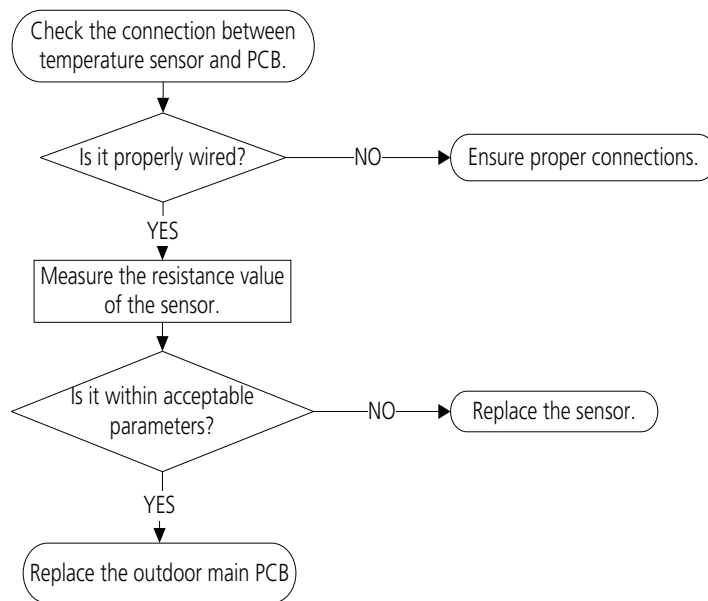 Check the connection between
temperature sensor and PCB.
Is it properly wired?
NO
Ensure proper connections.
YES
Measure the resistance value
of the sensor.
Is it within acceptable
parameters?
NO
Replace the sensor.
YES
Replace the outdoor main PCB